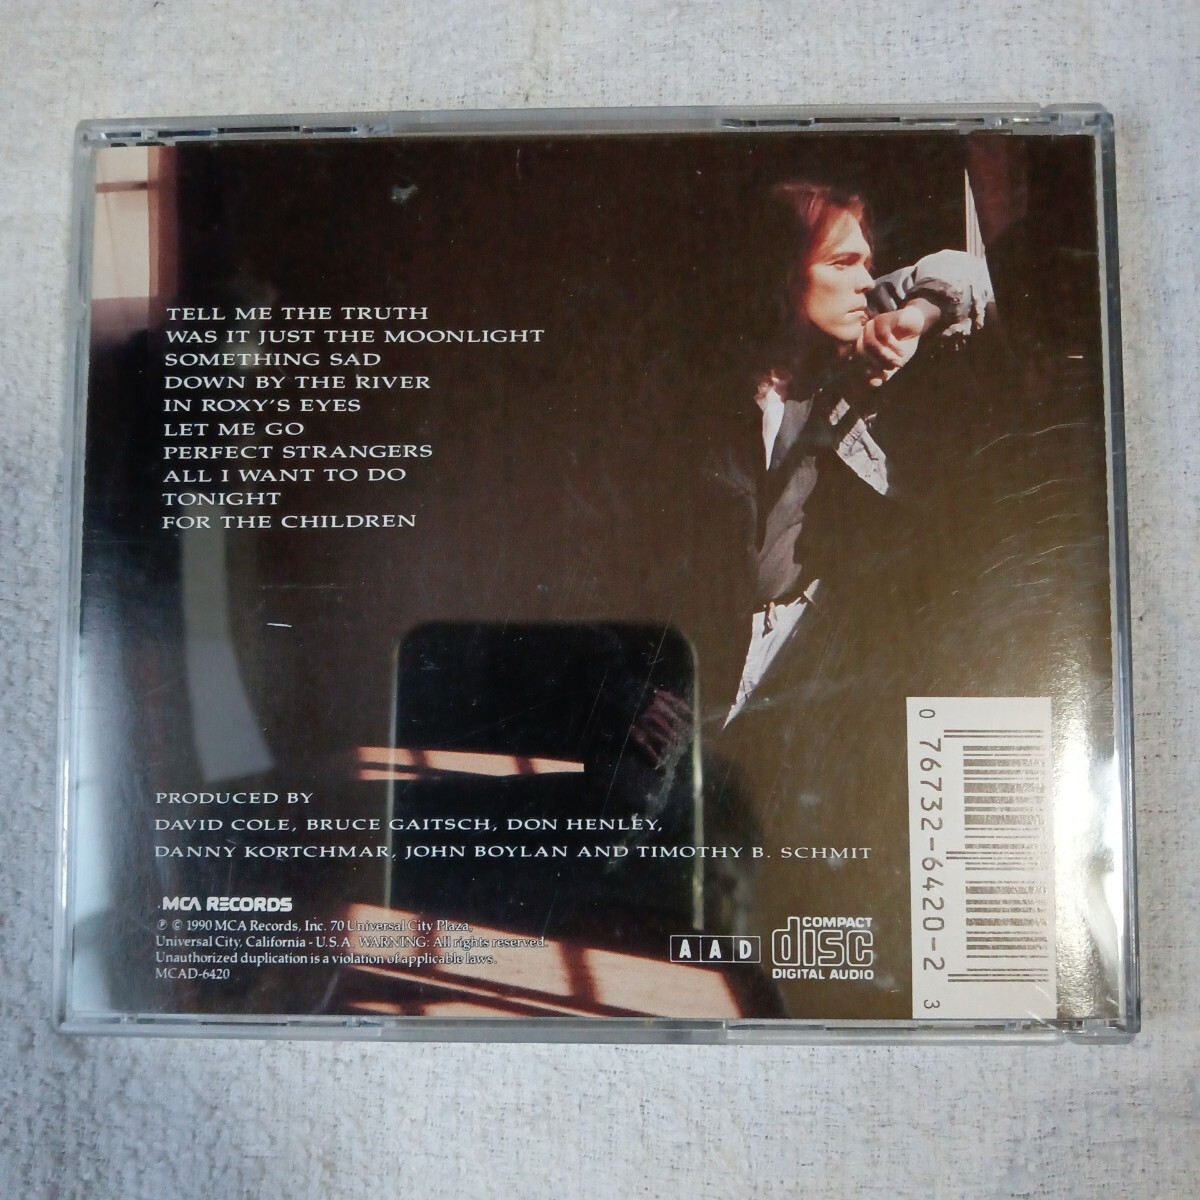 TELL ME THE TRUTH
WAS IT JUST THE MOONLIGHT
SOMETHING SAD
DOWN BY THE RIVER
IN ROXY'S EYES
LET ME GO
PERFECT STRANGERS
ALL I WANT TO DO
TONIGHT
FOR THE CHILDREN
PRODUCED BY
DAVID COLE, BRUCE GAITSCH, DON HENLEY,
DANNY KORTCHMAR, JOHN BOYLAN AND TIMOTHY B. SCHMIT
MCA RECORDS
℗ © 1990 MCA Records, Inc. 70 Universal City Plaza,
Universal City, California - U.S.A. WARNING: All rights reserved.
Unauthorized duplication is a violation of applicable laws.
MCAD-6420
AAD
COMPACT
disc
DIGITAL AUDIO
0 76732-6420-2 3